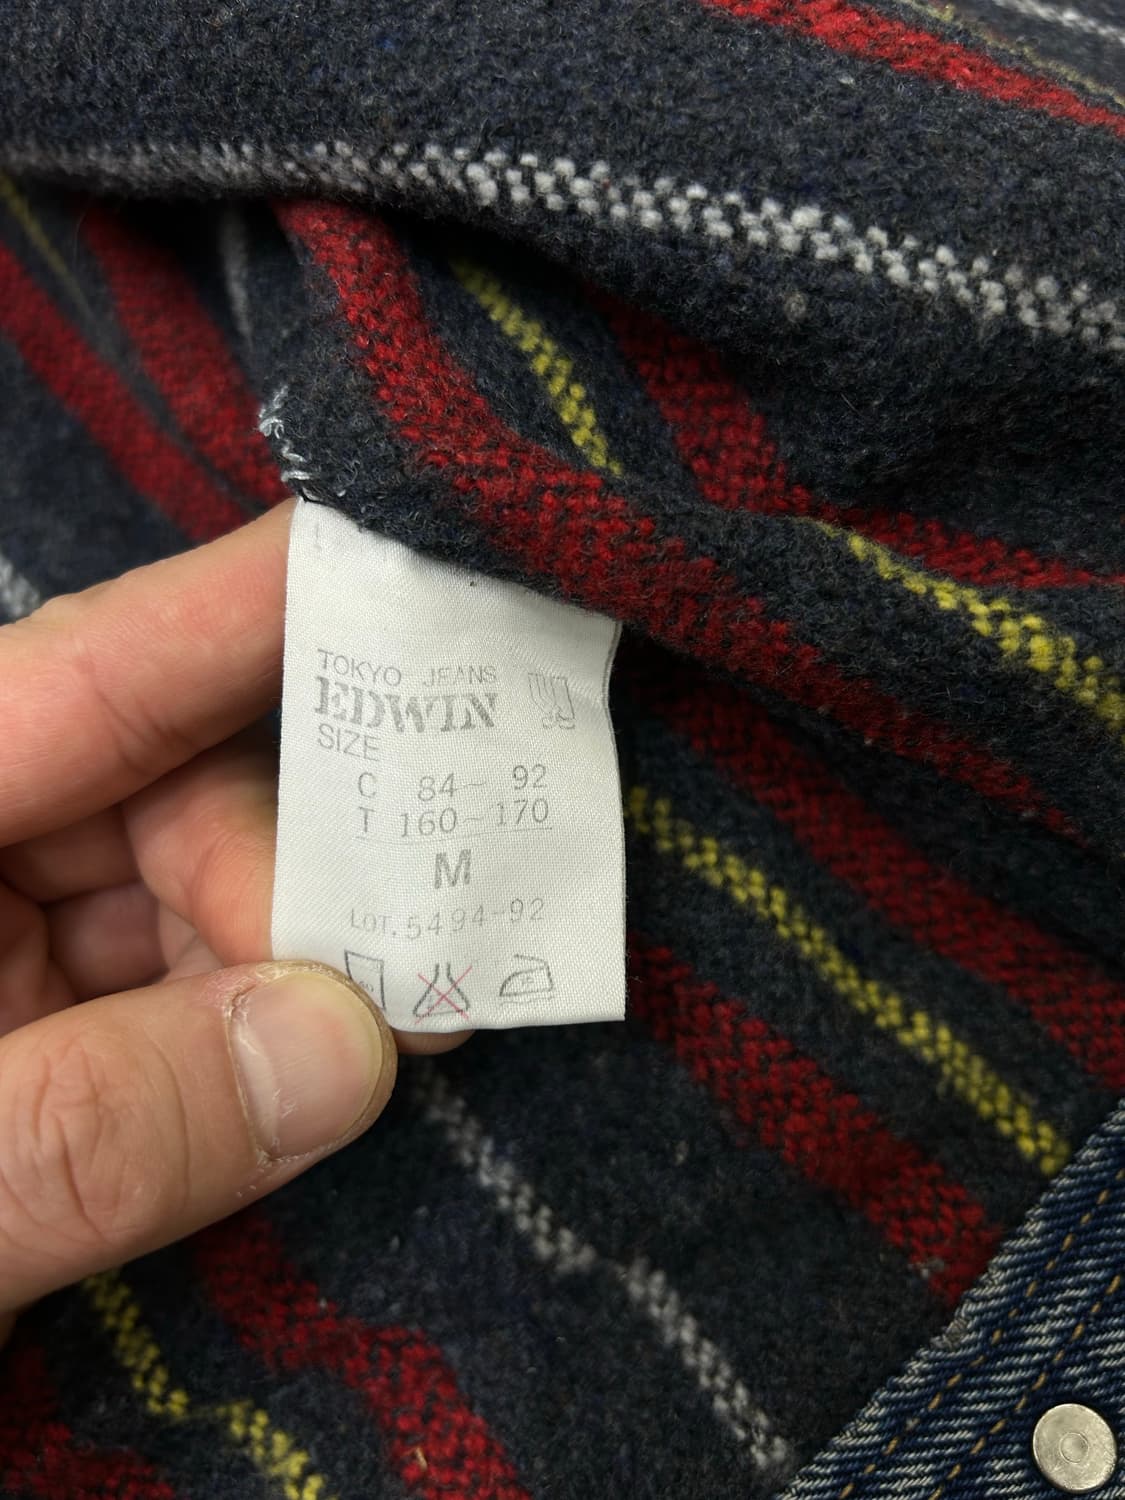 TOKYO JEANS
EDWIN
SIZE
C 84~ 92
T 160~170
M
LOT. 5494-92